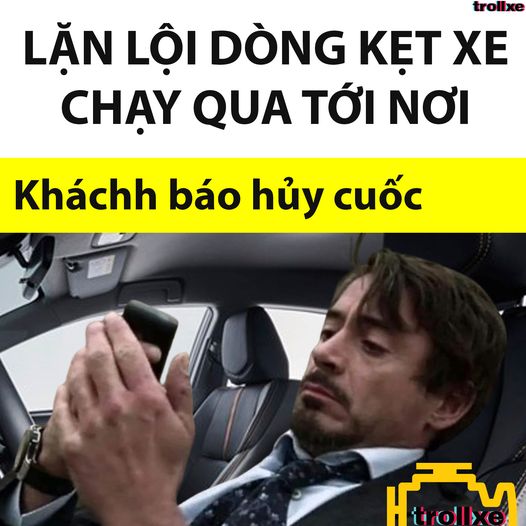 trollxe
LẶN LỘI DÒNG KẸT XE
CHẠY QUA TỚI NƠI
Kháchh báo hủy cuốc
trollxe